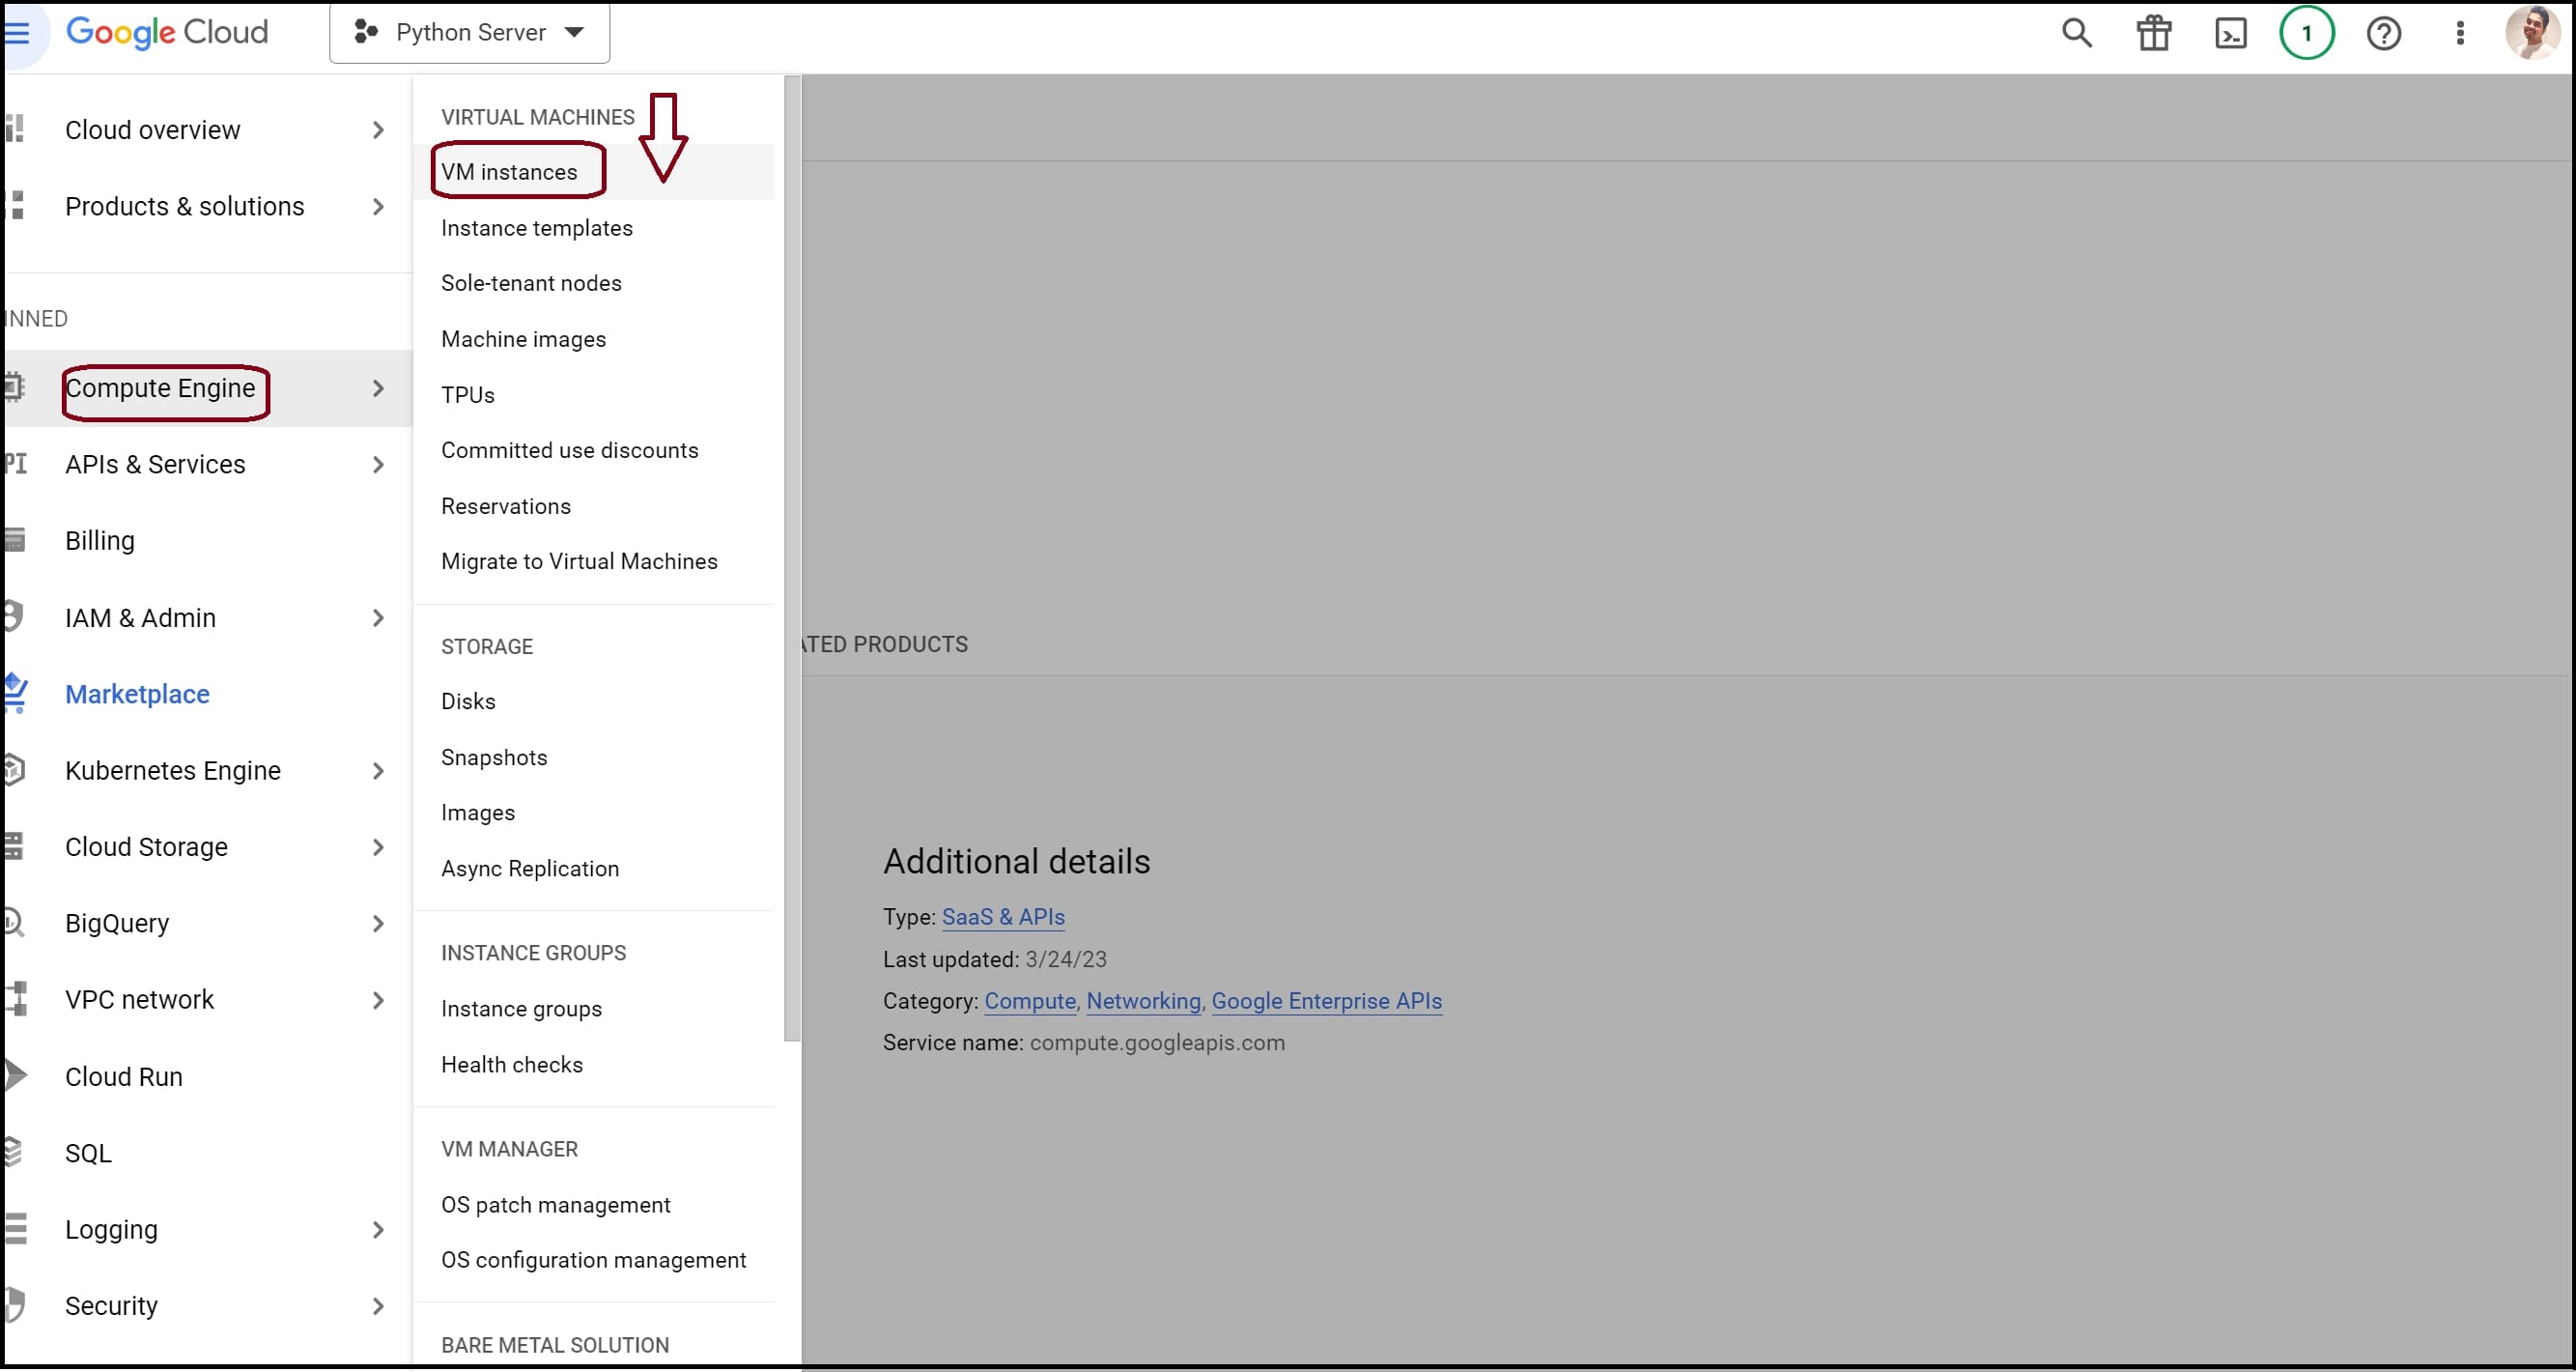 Google Cloud
Python Server
1
Cloud overview
Products & solutions
INNED
Compute Engine
PI
APIs & Services
Billing
IAM & Admin
Marketplace
Kubernetes Engine
Cloud Storage
BigQuery
VPC network
Cloud Run
SQL
Logging
Security
VIRTUAL MACHINES
VM instances
Instance templates
Sole-tenant nodes
Machine images
TPUs
Committed use discounts
Reservations
Migrate to Virtual Machines
STORAGE
Disks
Snapshots
Images
Async Replication
INSTANCE GROUPS
Instance groups
Health checks
VM MANAGER
OS patch management
OS configuration management
BARE METAL SOLUTION
ATED PRODUCTS
Additional details
Type: SaaS & APIs
Last updated: 3/24/23
Category: Compute, Networking, Google Enterprise APIs
Service name: compute.googleapis.com